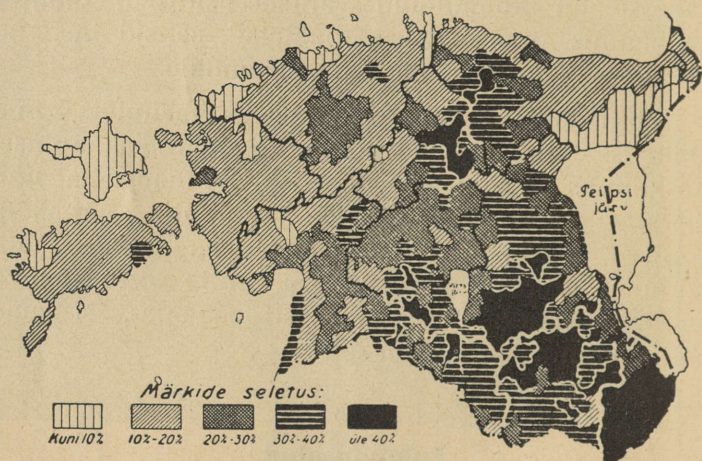 Peipsi
järv
Märkide seletus:
Kuni 10%
10%-20%
20%-30%
30%-40%
üle 40%